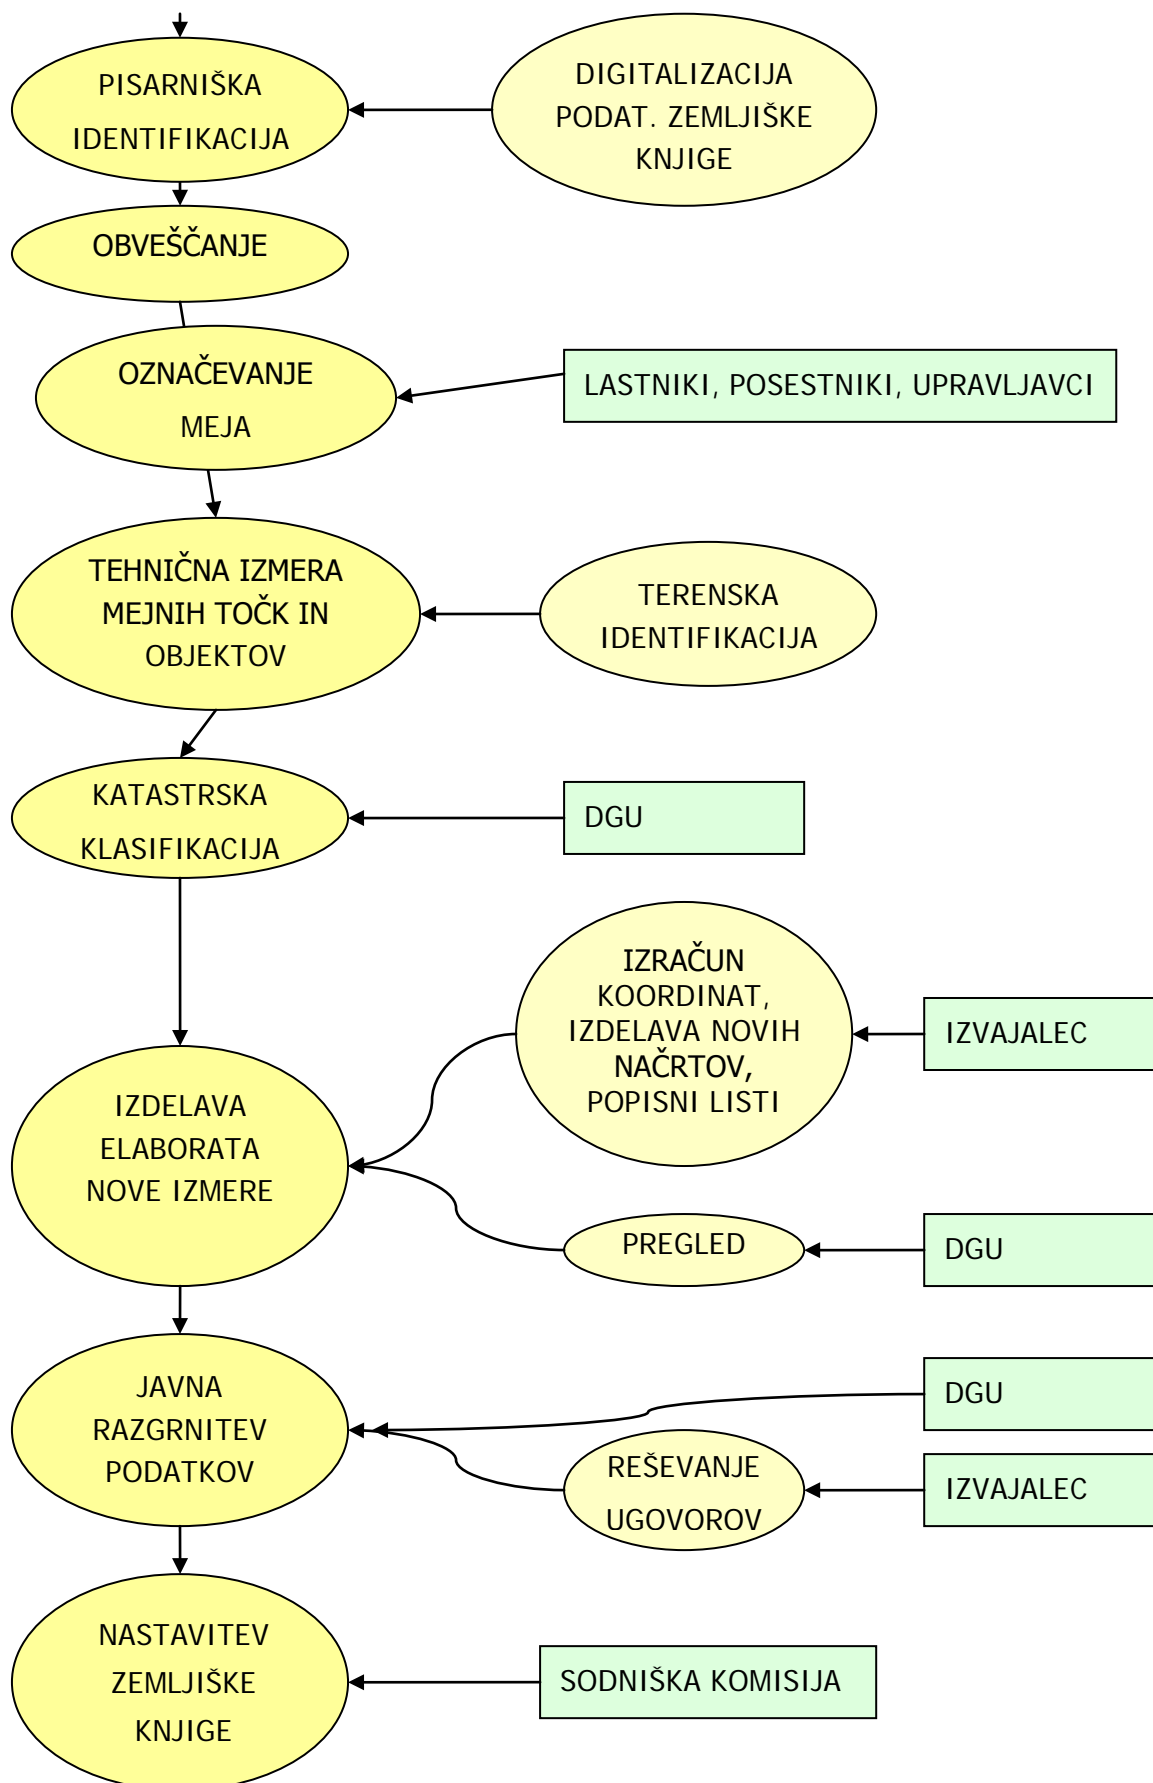 PISARNIŠKA
IDENTIFIKACIJA
DIGITALIZACIJA
PODAT. ZEMLJIŠKE
KNJIGE
OBVEŠČANJE
OZNAČEVANJE
MEJA
LASTNIKI, POSESTNIKI, UPRAVLJAVCI
TEHNIČNA IZMERA
MEJNIH TOČK IN
OBJEKTOV
TERENSKA
IDENTIFIKACIJA
KATASTRSKA
KLASIFIKACIJA
DGU
IZRAČUN
KOORDINAT,
IZDELAVA NOVIH
NAČRTOV,
POPISNI LISTI
IZVAJALEC
IZDELAVA
ELABORATA
NOVE IZMERE
PREGLED
DGU
JAVNA
RAZGRNITEV
PODATKOV
DGU
REŠEVANJE
UGOVOROV
IZVAJALEC
NASTAVITEV
ZEMLJIŠKE
KNJIGE
SODNIŠKA KOMISIJA